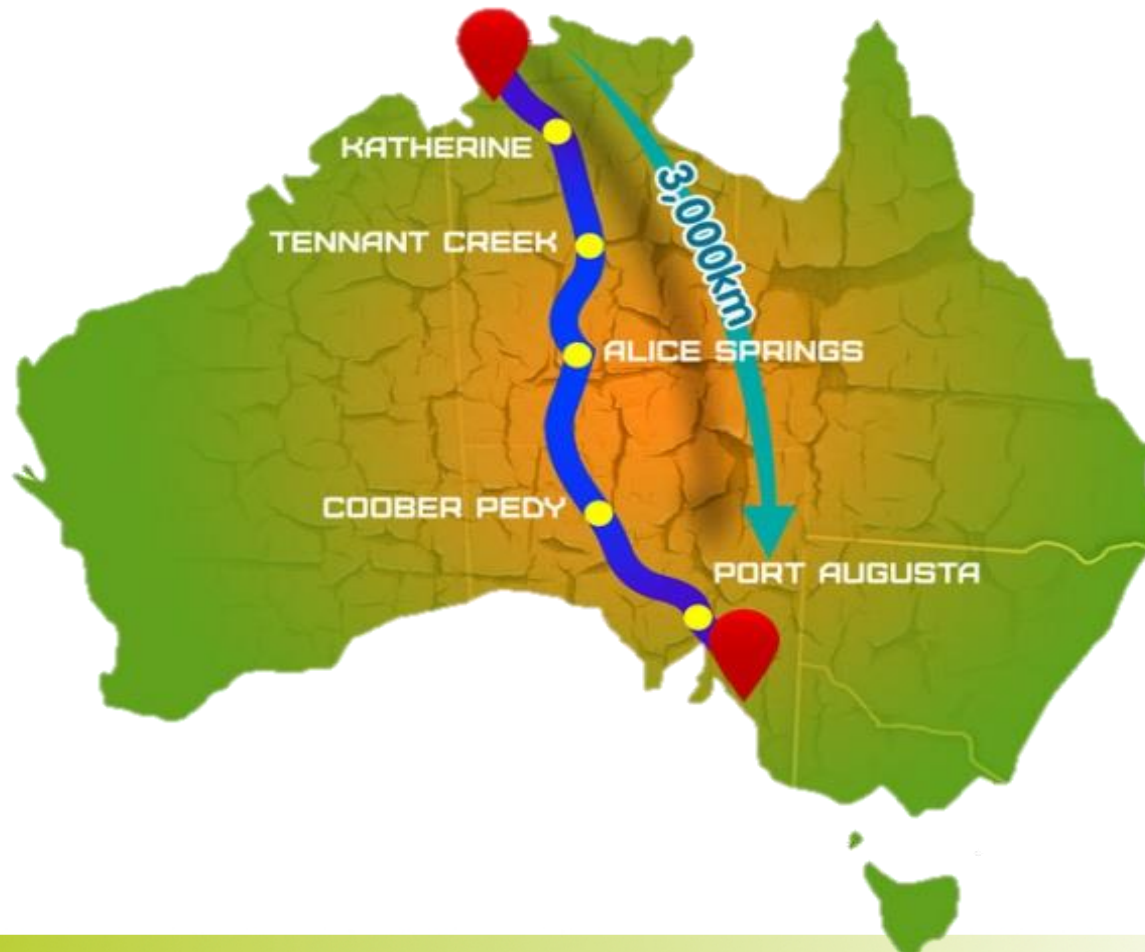 KATHERINE
3,000km
TENNANT CREEK
ALICE SPRINGS
COOBER PEDY
PORT AUGUSTA